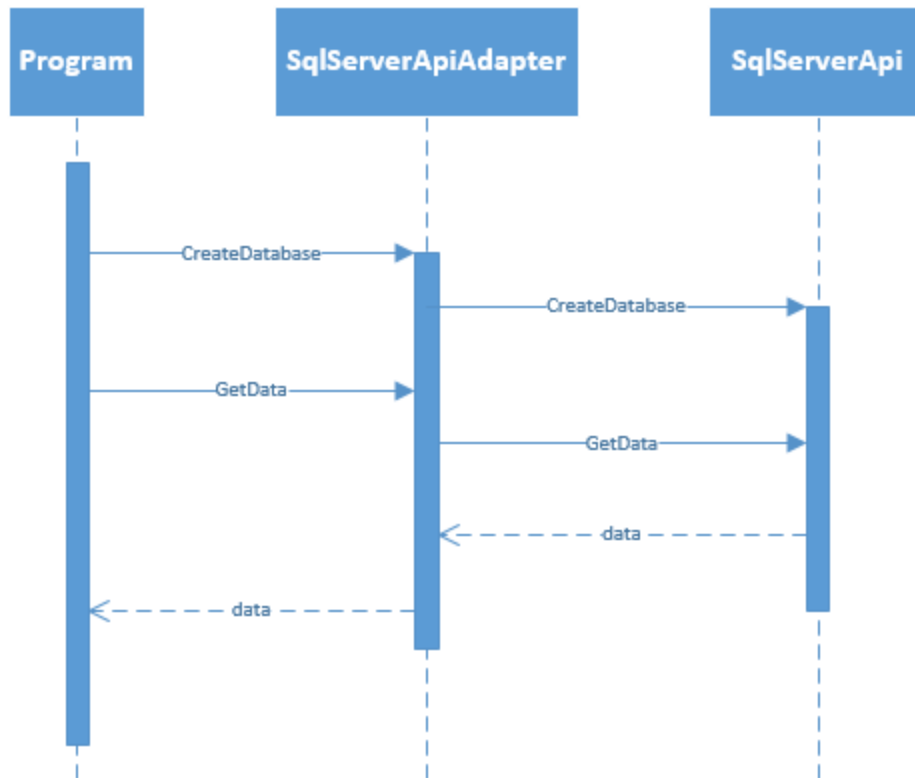 Program
SqlServerApiAdapter
SqlServerApi
CreateDatabase
CreateDatabase
GetData
GetData
data
data